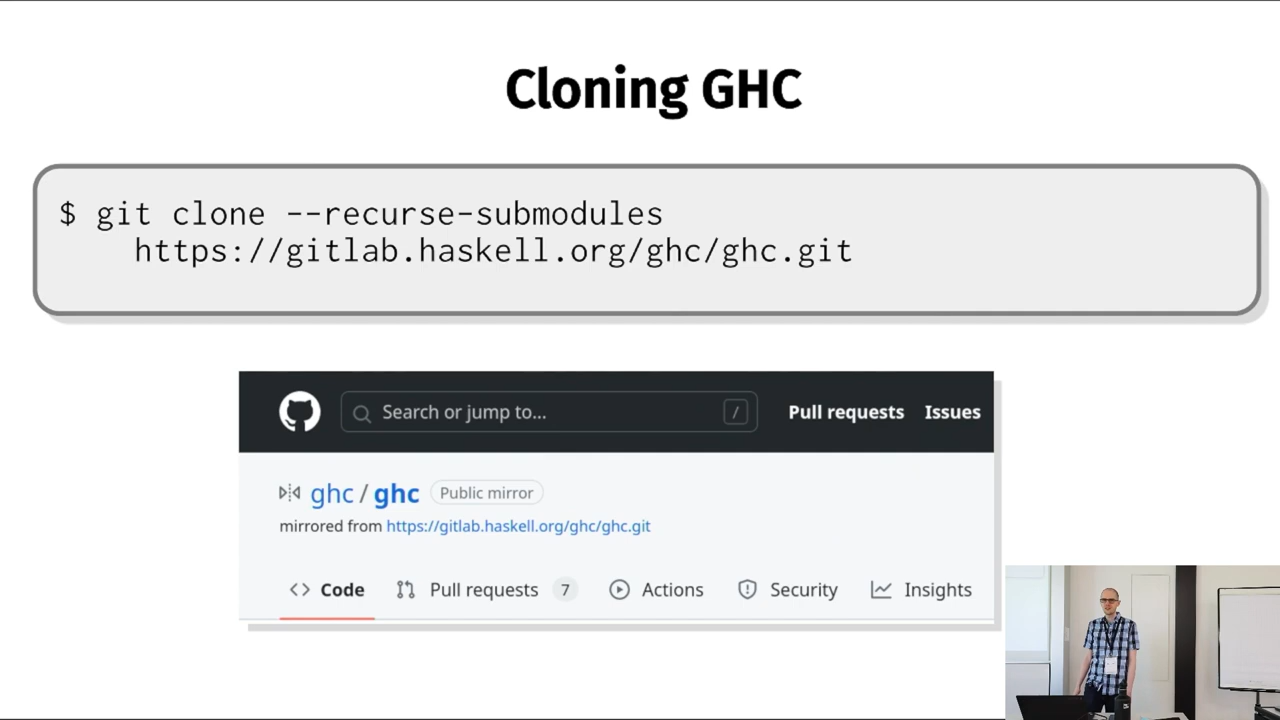 Cloning GHC
$ git clone --recurse-submodules
https://gitlab.haskell.org/ghc/ghc.git
Search or jump to... /
Pull requests Issues
ghc / ghc Public mirror
mirrored from https://gitlab.haskell.org/ghc/ghc.git
<> Code Pull requests 7 Actions Security Insights